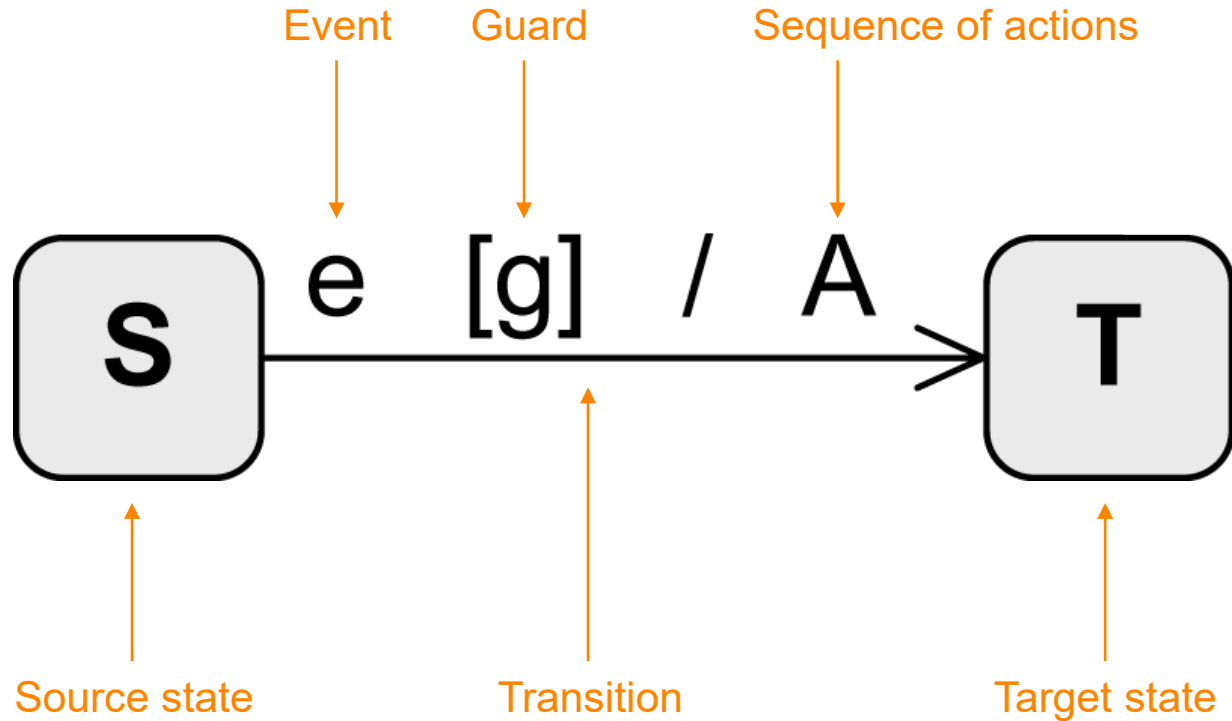 Event Guard Sequence of actions
e [g] / A
S T
Source state Transition Target state